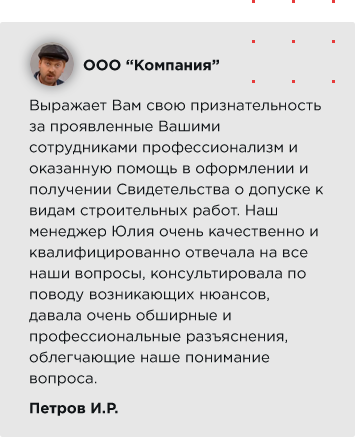 ООО “Компания”
Выражает Вам свою признательность
за проявленные Вашими
сотрудниками профессионализм и
оказанную помощь в оформлении и
получении Свидетельства о допуске к
видам строительных работ. Наш
менеджер Юлия очень качественно и
квалифицированно отвечала на все
наши вопросы, консультировала по
поводу возникающих нюансов,
давала очень обширные и
профессиональные разъяснения,
облегчающие наше понимание
вопроса.
Петров И.Р.